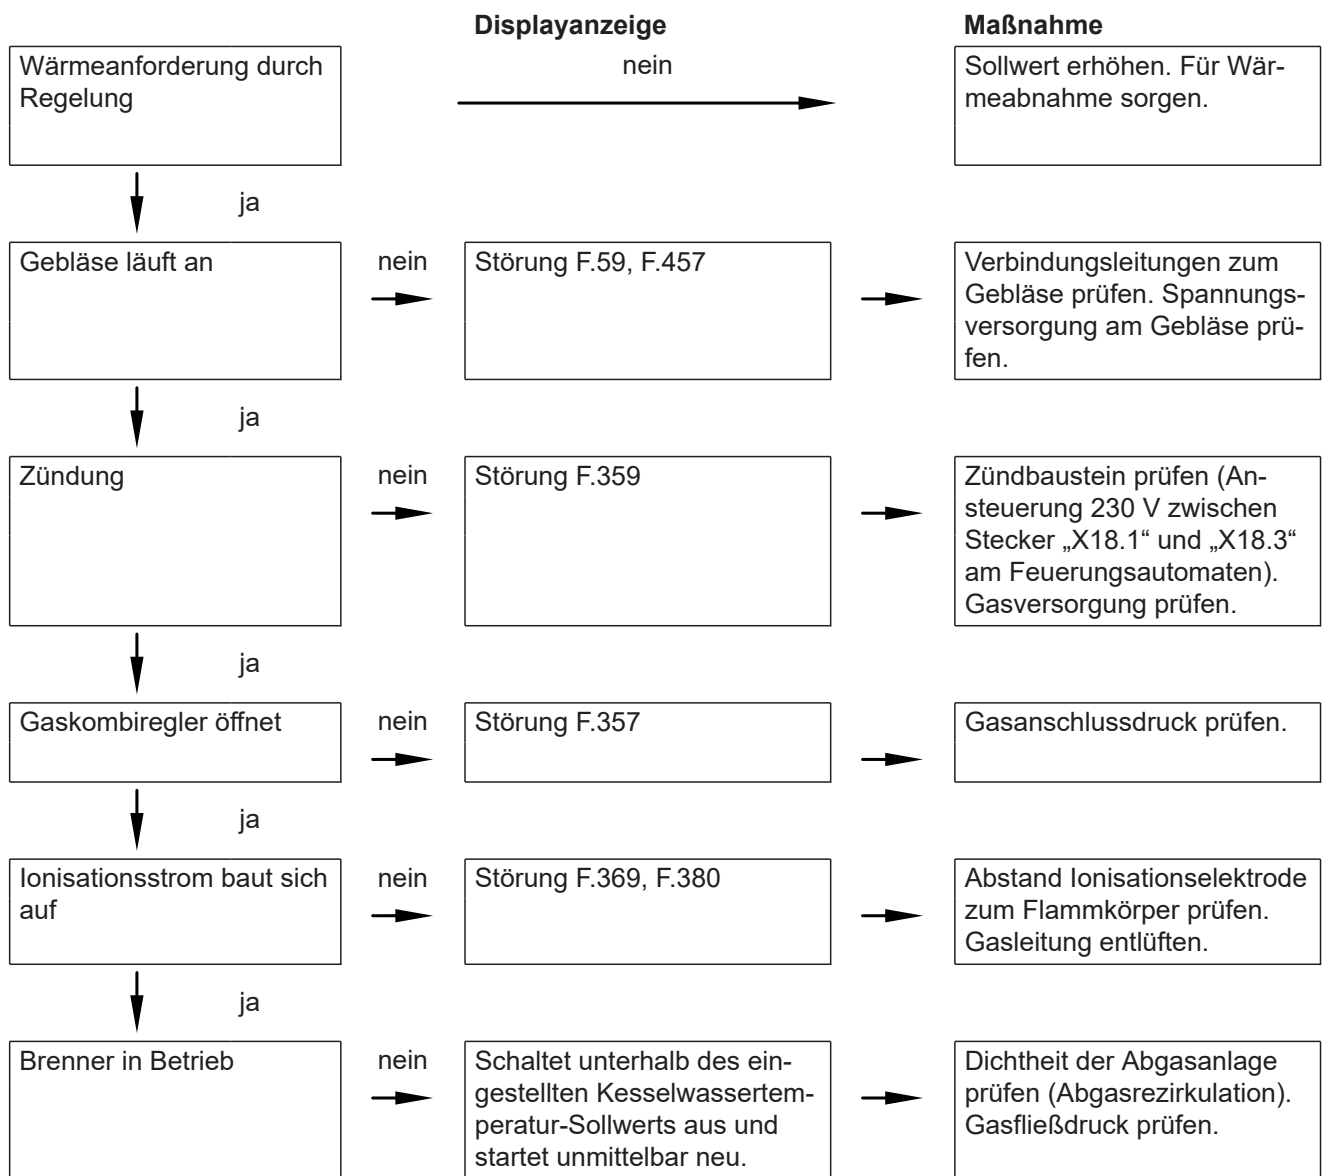 Displayanzeige
Maßnahme
Wärmeanforderung durch
Regelung
nein
Sollwert erhöhen. Für Wär-
meabnahme sorgen.
ja
Gebläse läuft an
nein
Störung F.59, F.457
Verbindungsleitungen zum
Gebläse prüfen. Spannungs-
versorgung am Gebläse prü-
fen.
ja
Zündung
nein
Störung F.359
Zündbaustein prüfen (An-
steuerung 230 V zwischen
Stecker „X18.1“ und „X18.3“
am Feuerungsautomaten).
Gasversorgung prüfen.
ja
Gaskombiregler öffnet
nein
Störung F.357
Gasanschlussdruck prüfen.
ja
Ionisationsstrom baut sich
auf
nein
Störung F.369, F.380
Abstand Ionisationselektrode
zum Flammkörper prüfen.
Gasleitung entlüften.
ja
Brenner in Betrieb
nein
Schaltet unterhalb des ein-
gestellten Kesselwassertem-
peratur-Sollwerts aus und
startet unmittelbar neu.
Dichtheit der Abgasanlage
prüfen (Abgasrezirkulation).
Gasfließdruck prüfen.